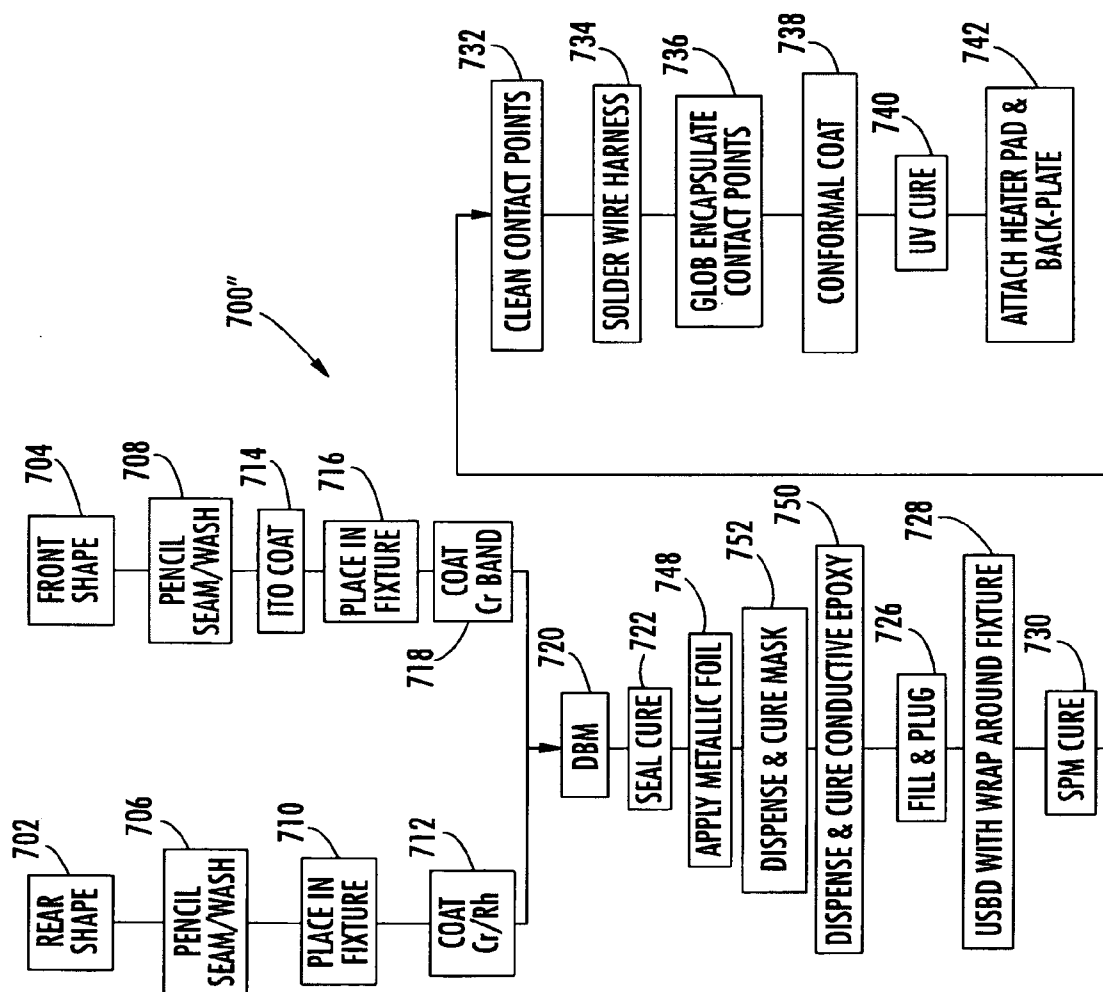 700"
702
REAR
SHAPE
706
PENCIL
SEAM/WASH
710
PLACE IN
FIXTURE
712
COAT
Cr/Rh
704
FRONT
SHAPE
708
PENCIL
SEAM/WASH
714
ITO COAT
716
PLACE IN
FIXTURE
718
COAT
Cr BAND
720
DBM
722
SEAL CURE
748
APPLY METALLIC FOIL
752
DISPENSE & CURE MASK
750
DISPENSE & CURE CONDUCTIVE EPOXY
726
FILL & PLUG
728
USBD WITH WRAP AROUND FIXTURE
730
SPM CURE
732
CLEAN CONTACT POINTS
734
SOLDER WIRE HARNESS
736
GLOB ENCAPSULATE
CONTACT POINTS
738
CONFORMAL COAT
740
UV CURE
742
ATTACH HEATER PAD &
BACK-PLATE